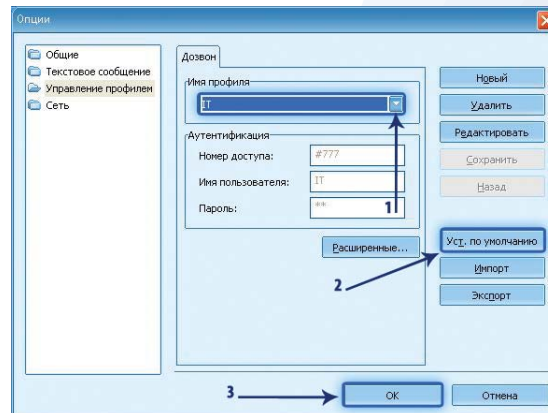 Опции
Общие
Текстовое сообщение
Управление профилем
Сеть
Дозвон
Имя профиля
IT
Аутентификация
Номер доступа: #777
Имя пользователя: IT
Пароль: **
1
Расширенные...
Новый
Удалить
Редактировать
Сохранить
Назад
Уст. по умолчанию
2
Импорт
Экспорт
3
OK
Отмена